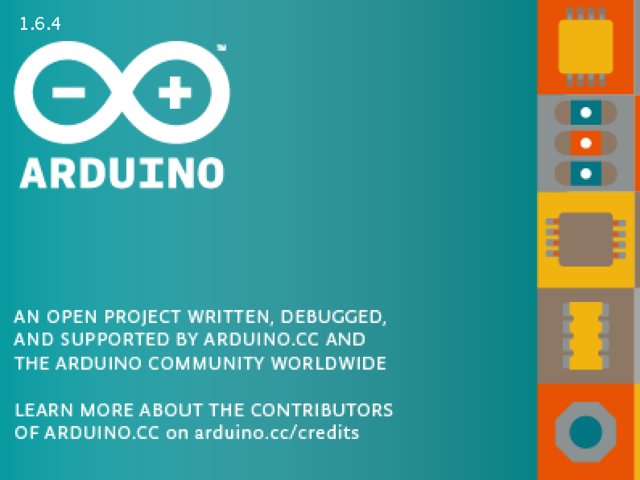 1.6.4
™
ARDUINO
AN OPEN PROJECT WRITTEN, DEBUGGED,
AND SUPPORTED BY ARDUINO.CC AND
THE ARDUINO COMMUNITY WORLDWIDE
LEARN MORE ABOUT THE CONTRIBUTORS
OF ARDUINO.CC on arduino.cc/credits